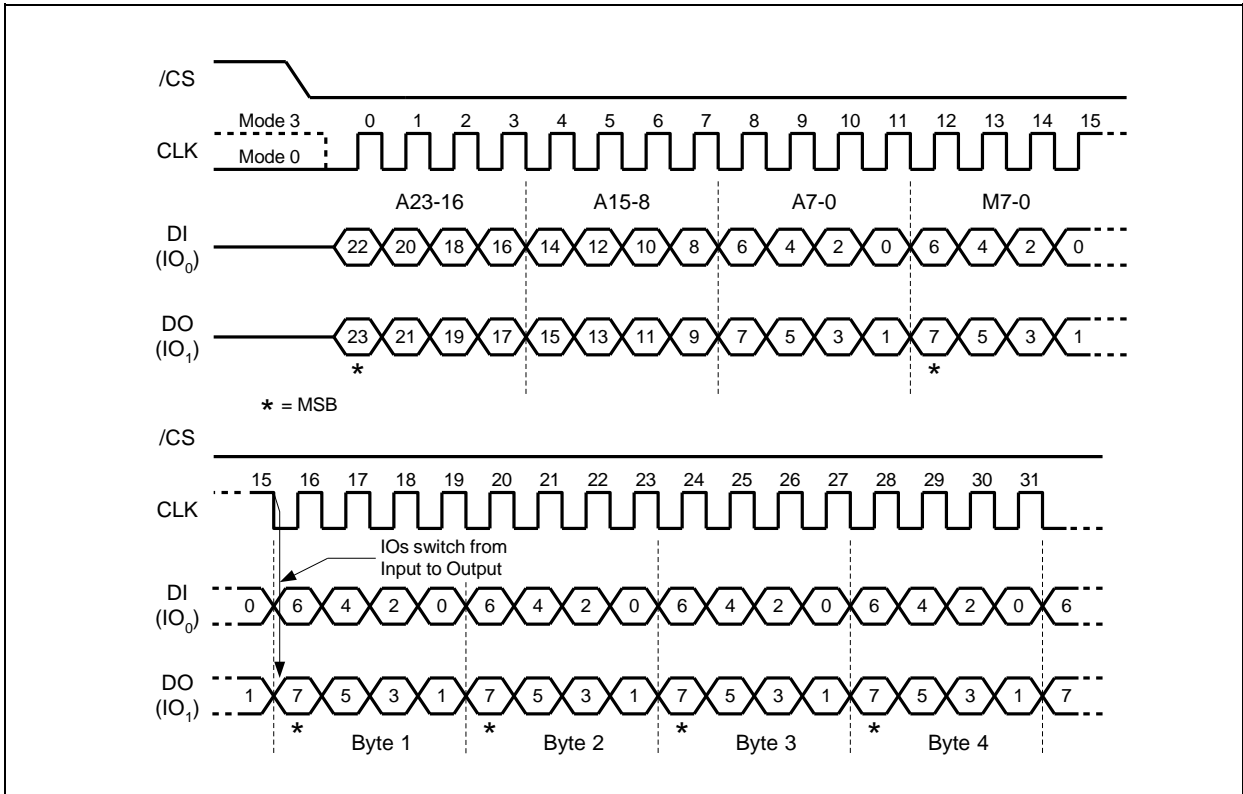 /CS
Mode 3 0 1 2 3 4 5 6 7 8 9 10 11 12 13 14 15
CLK
Mode 0
A23-16 A15-8 A7-0 M7-0
DI
(IO0) 22 20 18 16 14 12 10 8 6 4 2 0 6 4 2 0
DO
(IO1) 23 21 19 17 15 13 11 9 7 5 3 1 7 5 3 1
* *
* = MSB
/CS
15 16 17 18 19 20 21 22 23 24 25 26 27 28 29 30 31
CLK
IOs switch from
Input to Output
DI
(IO0) 0 6 4 2 0 6 4 2 0 6 4 2 0 6 4 2 0 6
DO
(IO1) 1 7 5 3 1 7 5 3 1 7 5 3 1 7 5 3 1 7
* * * *
Byte 1 Byte 2 Byte 3 Byte 4